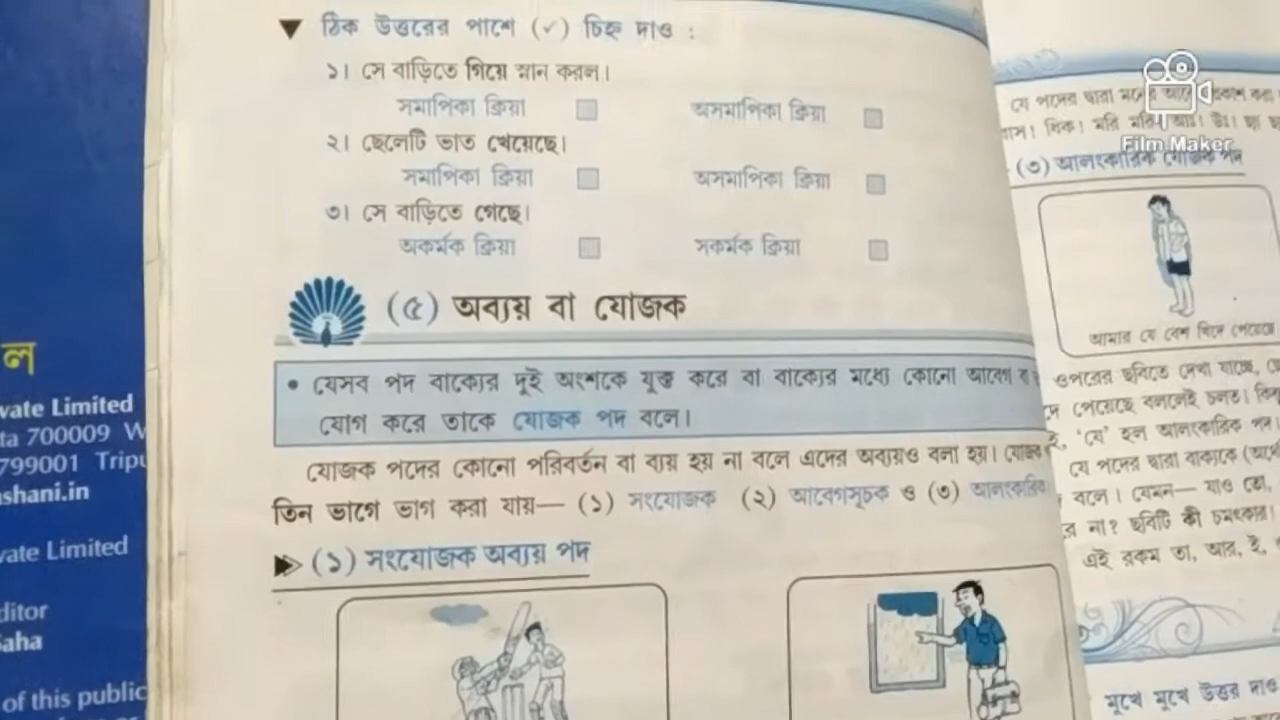 ▼ ঠিক উত্তরের পাশে (✓) চিহ্ন দাও :
১। সে বাড়িতে গিয়ে স্নান করল।
সমাপিকা ক্রিয়া অসমাপিকা ক্রিয়া
২। ছেলেটি ভাত খেয়েছে।
সমাপিকা ক্রিয়া অসমাপিকা ক্রিয়া
৩। সে বাড়িতে গেছে।
অকর্মক ক্রিয়া সকর্মক ক্রিয়া
(৫) অব্যয় বা যোজক
• যেসব পদ বাক্যের দুই অংশকে যুক্ত করে বা বাক্যের মধ্যে কোনো আবেগ
যোগ করে তাকে যোজক পদ বলে।
যোজক পদের কোনো পরিবর্তন বা ব্যয় হয় না বলে এদের অব্যয়ও বলা হয়।
তিন ভাগে ভাগ করা যায়— (১) সংযোজক (২) আবেগসূচক ও (৩) আলংকারিক
(১) সংযোজক অব্যয় পদ
যে পদের দ্বারা
(৩) আলংকারিক যোজক পদ
আমার যে বেশ খিদে পেয়েছে
ওপরের ছবিতে দেখা যাচ্ছে,
পেয়েছে বললেই চলত।
'যে' হল আলংকারিক পদ।
যে পদের দ্বারা বাক্যকে
বলে। যেমন— যাও তো,
না? ছবিটি কী চমৎকার!
এই রকম তা, আর, ই,
মুখে মুখে উত্তর দাও
Film Maker
ল
vate Limited
ta 700009 W
799001 Tripu
shani.in
vate Limited
ditor
aha
of this public